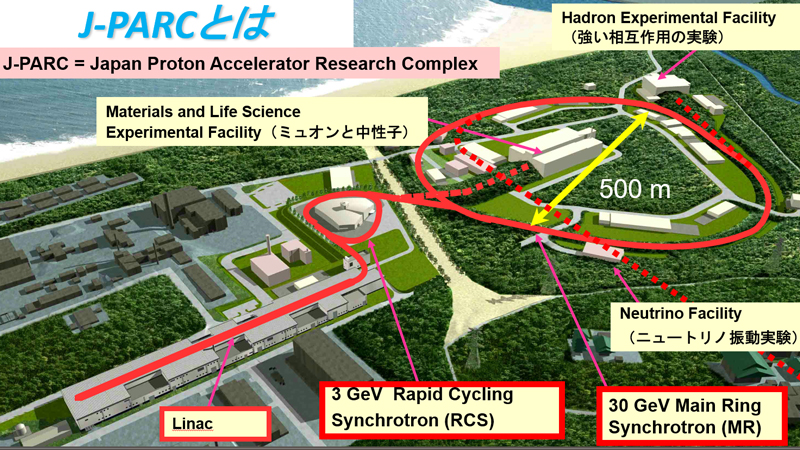 J-PARCとは
J-PARC = Japan Proton Accelerator Research Complex
Hadron Experimental Facility
（強い相互作用の実験）
Materials and Life Science
Experimental Facility（ミュオンと中性子）
500 m
Neutrino Facility
（ニュートリノ振動実験）
Linac
3 GeV Rapid Cycling
Synchrotron (RCS)
30 GeV Main Ring
Synchrotron (MR)